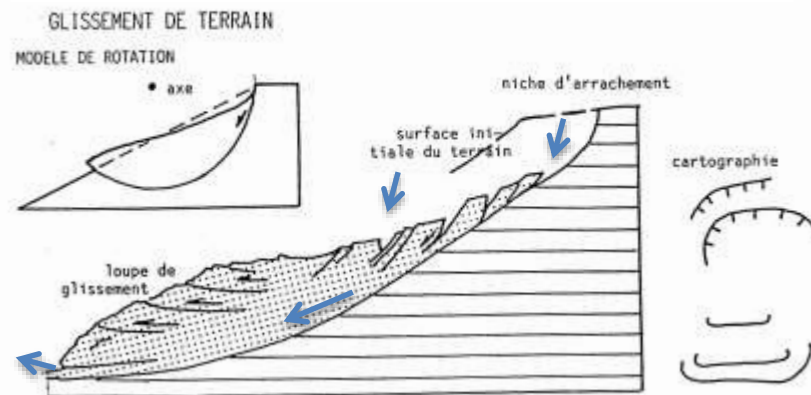 GLISSEMENT DE TERRAIN
MODELE DE ROTATION
axe
niche d'arrachement
surface ini-
tiale du terrain
cartographie
loupe de
glissement